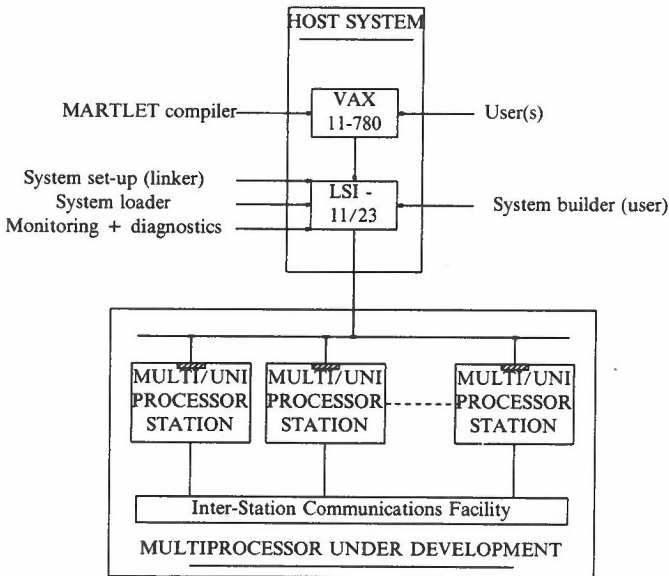 HOST SYSTEM
MARTLET compiler
VAX
11-780
User(s)
System set-up (linker)
System loader
Monitoring + diagnostics
LSI -
11/23
System builder (user)
MULTI/UNI
PROCESSOR
STATION
MULTI/UNI
PROCESSOR
STATION
MULTI/UNI
PROCESSOR
STATION
Inter-Station Communications Facility
MULTIPROCESSOR UNDER DEVELOPMENT